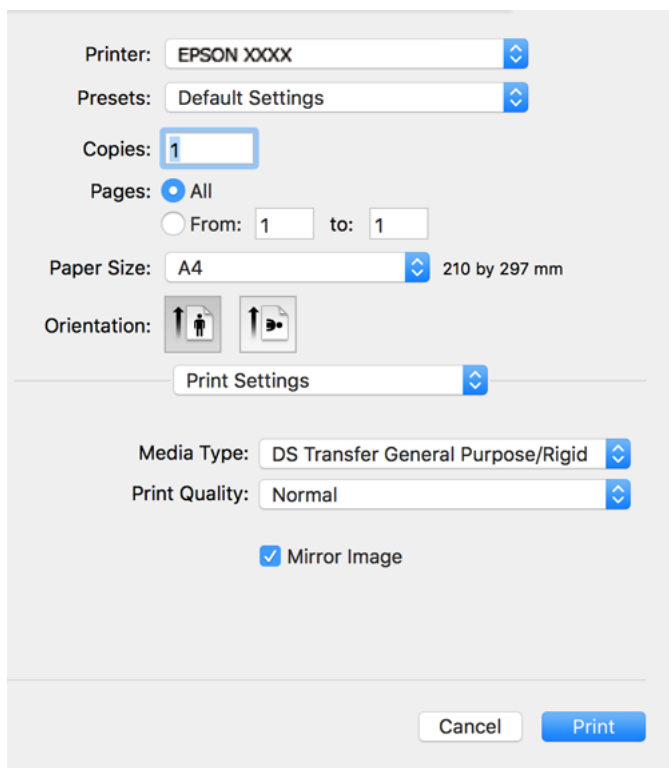 Printer: EPSON XXXX
Presets: Default Settings
Copies: 1
Pages: All
From: 1 to: 1
Paper Size: A4 210 by 297 mm
Orientation:
Print Settings
Media Type: DS Transfer General Purpose/Rigid
Print Quality: Normal
Mirror Image
Cancel Print